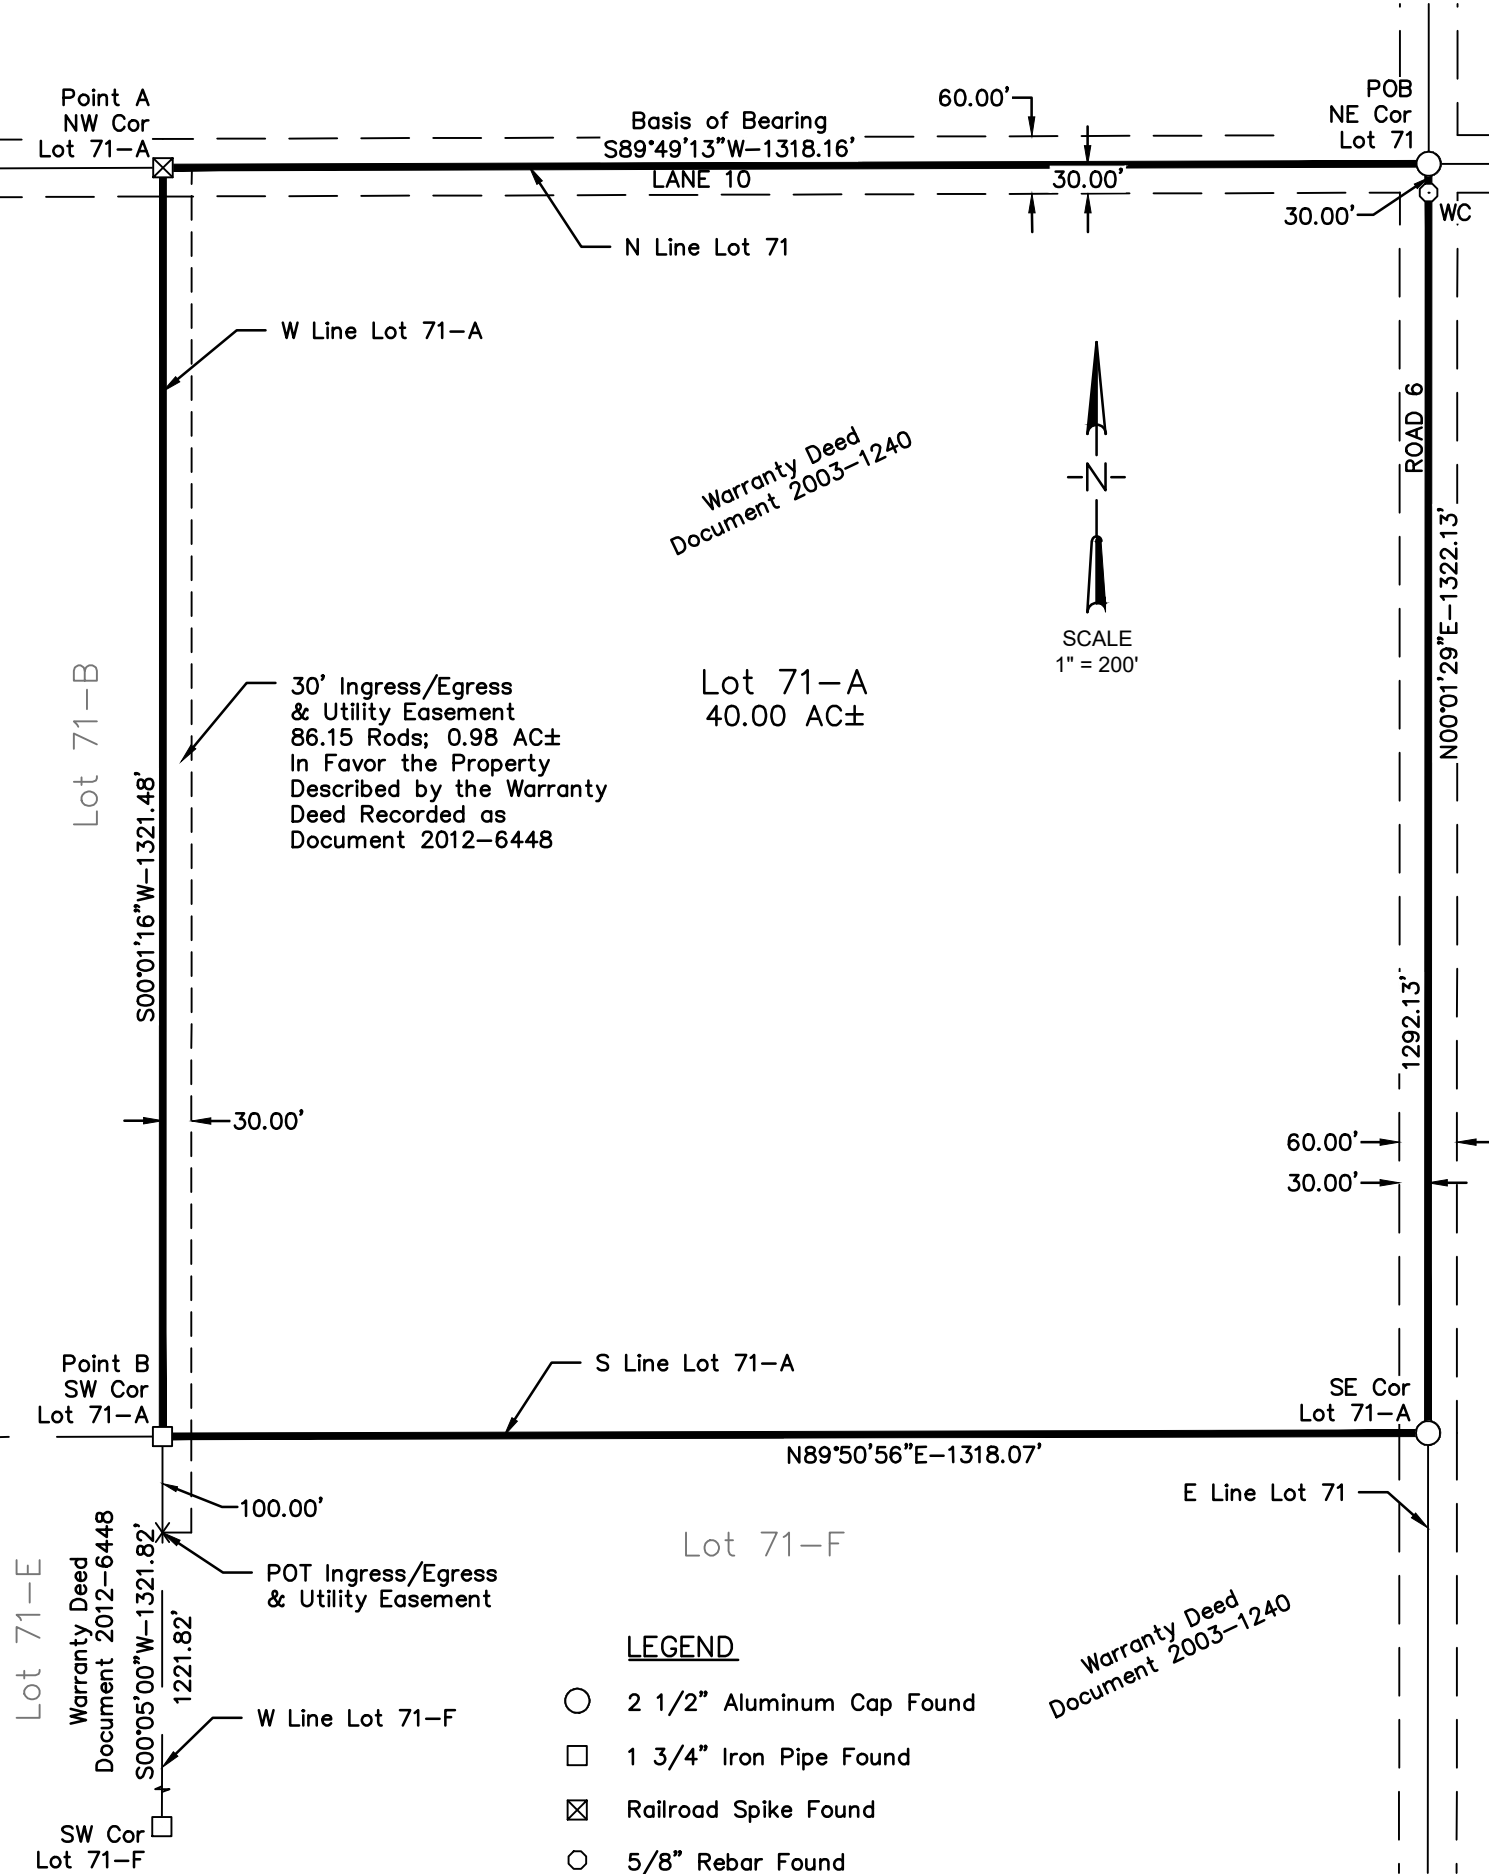 Point A
NW Cor
Lot 71-A
Basis of Bearing
S89°49'13"W-1318.16'
LANE 10
60.00'
30.00'
POB
NE Cor
Lot 71
30.00'
WC
N Line Lot 71
W Line Lot 71-A
Warranty Deed
Document 2003-1240
-N-
SCALE
1" = 200'
ROAD 6
N00°01'29"E-1322.13'
Lot 71-B
S00°01'16"W-1321.48'
30' Ingress/Egress
& Utility Easement
86.15 Rods; 0.98 AC±
In Favor the Property
Described by the Warranty
Deed Recorded as
Document 2012-6448
Lot 71-A
40.00 AC±
1292.13'
30.00'
60.00'
30.00'
Point B
SW Cor
Lot 71-A
S Line Lot 71-A
SE Cor
Lot 71-A
N89°50'56"E-1318.07'
E Line Lot 71
100.00'
Lot 71-F
POT Ingress/Egress
& Utility Easement
Lot 71-E
Warranty Deed
Document 2012-6448
S00°05'00"W-1321.82'
1221.82'
W Line Lot 71-F
Warranty Deed
Document 2003-1240
SW Cor
Lot 71-F
LEGEND
2 1/2" Aluminum Cap Found
1 3/4" Iron Pipe Found
Railroad Spike Found
5/8" Rebar Found